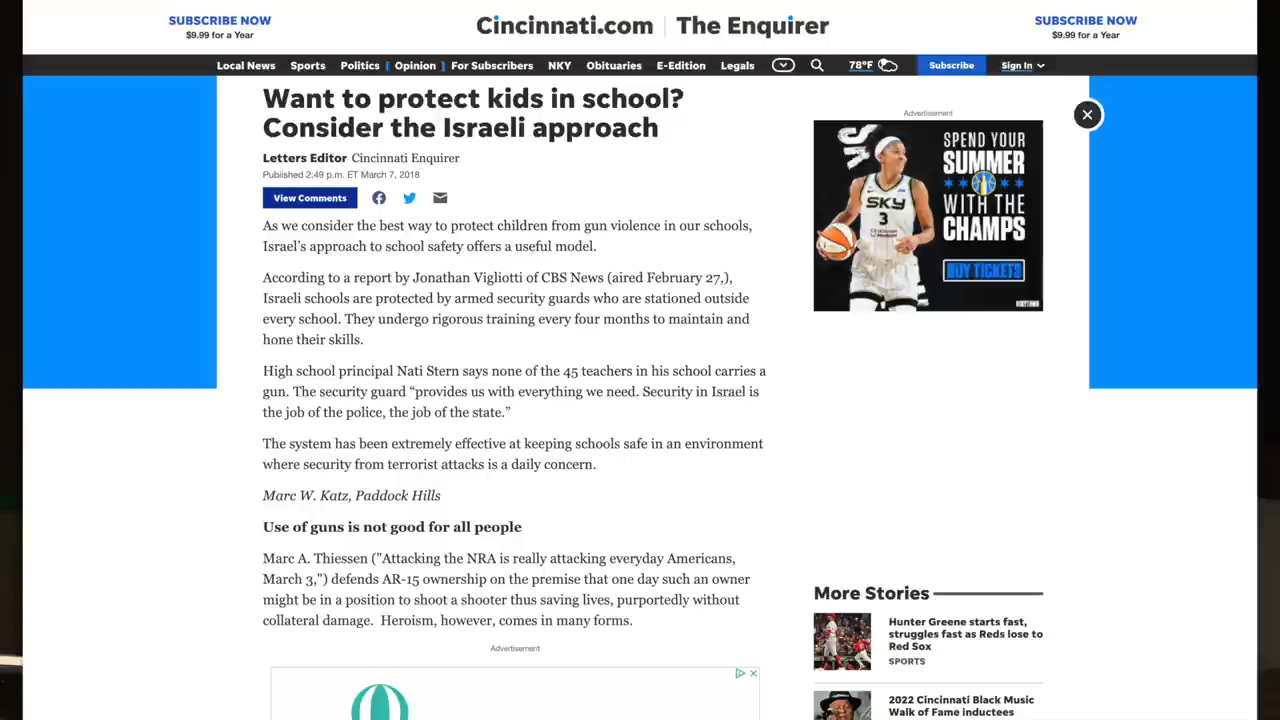 SUBSCRIBE NOW
$9.99 for a Year
Cincinnati.com | The Enquirer
SUBSCRIBE NOW
$9.99 for a Year
Local News Sports Politics Opinion For Subscribers NKY Obituaries E-Edition Legals 78°F Subscribe Sign In
Want to protect kids in school?
Consider the Israeli approach
Letters Editor Cincinnati Enquirer
Published 2:49 p.m. ET March 7, 2018
View Comments
As we consider the best way to protect children from gun violence in our schools,
Israel's approach to school safety offers a useful model.
According to a report by Jonathan Vigliotti of CBS News (aired February 27,),
Israeli schools are protected by armed security guards who are stationed outside
every school. They undergo rigorous training every four months to maintain and
hone their skills.
High school principal Nati Stern says none of the 45 teachers in his school carries a
gun. The security guard “provides us with everything we need. Security in Israel is
the job of the police, the job of the state.”
The system has been extremely effective at keeping schools safe in an environment
where security from terrorist attacks is a daily concern.
Marc W. Katz, Paddock Hills
Use of guns is not good for all people
Marc A. Thiessen ("Attacking the NRA is really attacking everyday Americans,
March 3,") defends AR-15 ownership on the premise that one day such an owner
might be in a position to shoot a shooter thus saving lives, purportedly without
collateral damage. Heroism, however, comes in many forms.
Advertisement
Advertisement
SPEND YOUR
SUMMER
WITH THE
CHAMPS
BUY TICKETS
SKY
3
More Stories
Hunter Greene starts fast,
struggles fast as Reds lose to
Red Sox
SPORTS
2022 Cincinnati Black Music
Walk of Fame inductees